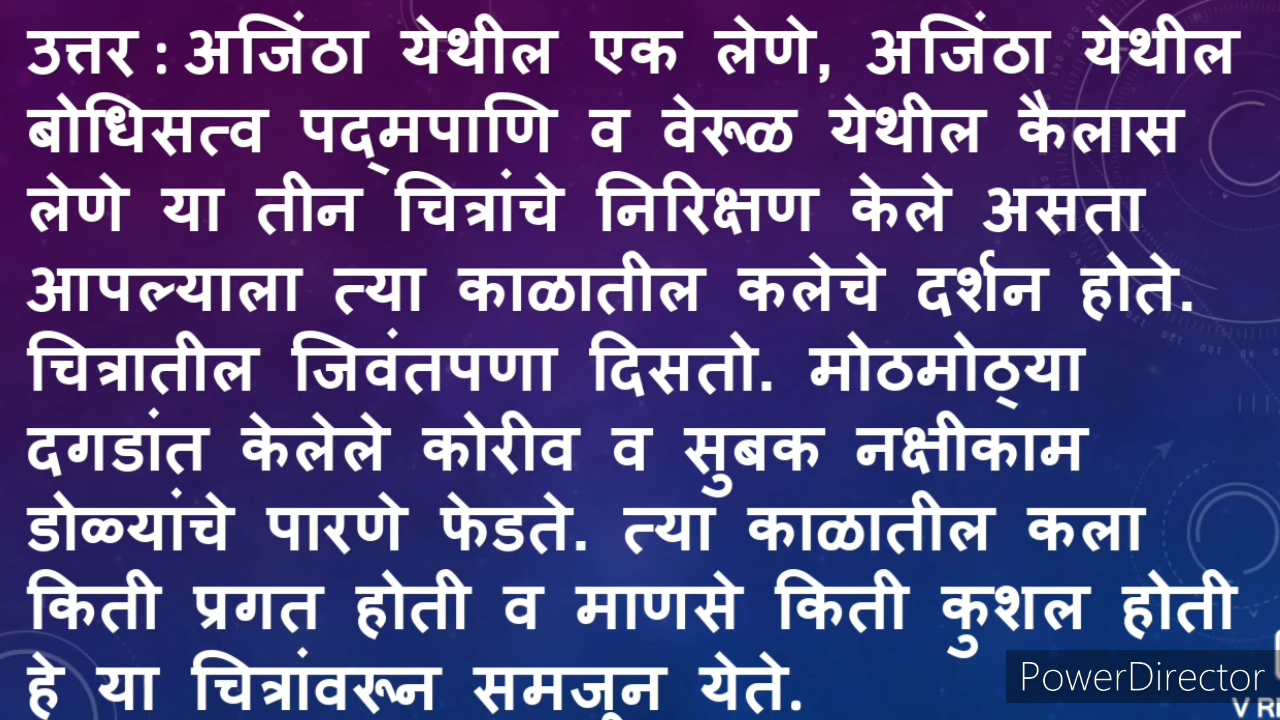 उत्तर : अजिंठा येथील एक लेणे, अजिंठा येथील
बोधिसत्व पद्‌मपाणि व वेरूळ येथील कैलास
लेणे या तीन चित्रांचे निरिक्षण केले असता
आपल्याला त्या काळातील कलेचे दर्शन होते.
चित्रातील जिवंतपणा दिसतो. मोठमोठ्या
दगडांत केलेले कोरीव व सुबक नक्षीकाम
डोळ्यांचे पारणे फेडते. त्या काळातील कला
किती प्रगत होती व माणसे किती कुशल होती
हे या चित्रांवरून समजून येते.
PowerDirector